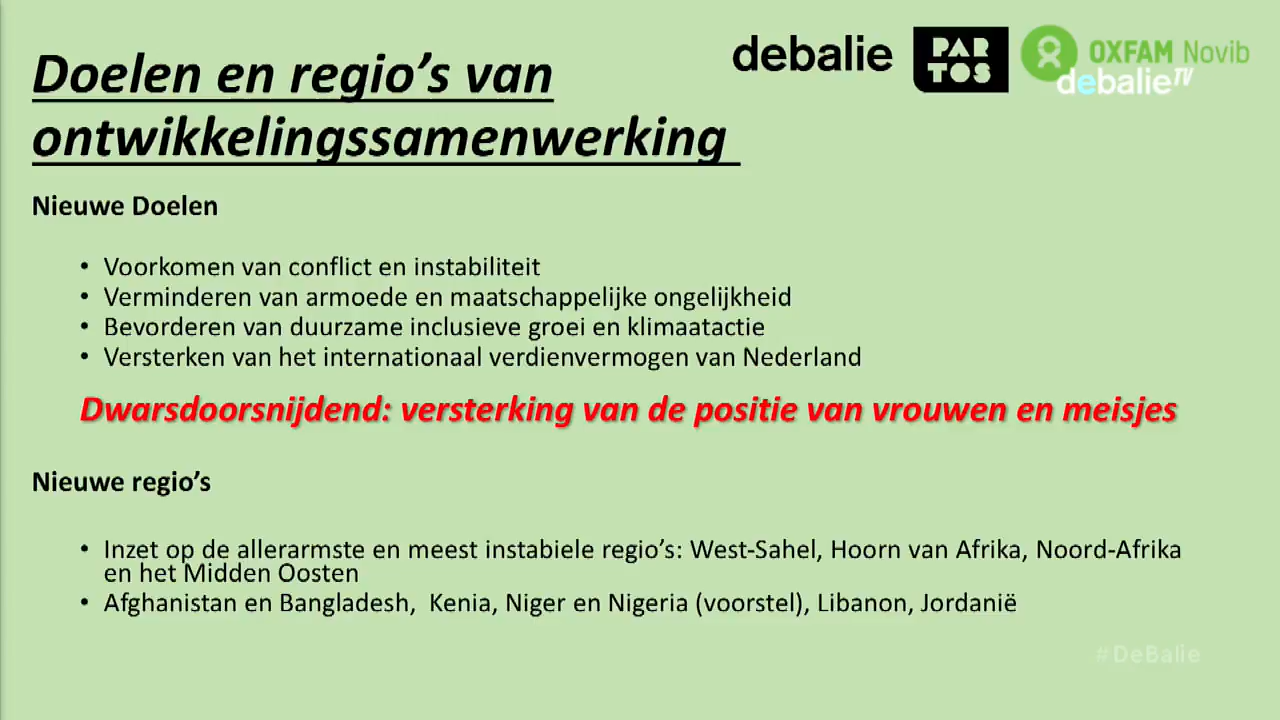 Doelen en regio's van
ontwikkelingssamenwerking
debalie
PAR
TOS
OXFAM Novib
debalieTV
Nieuwe Doelen
• Voorkomen van conflict en instabiliteit
• Verminderen van armoede en maatschappelijke ongelijkheid
• Bevorderen van duurzame inclusieve groei en klimaatactie
• Versterken van het internationaal verdienvermogen van Nederland
Dwarsdoorsnijdend: versterking van de positie van vrouwen en meisjes
Nieuwe regio's
• Inzet op de allerarmste en meest instabiele regio's: West-Sahel, Hoorn van Afrika, Noord-Afrika
en het Midden Oosten
• Afghanistan en Bangladesh,  Kenia, Niger en Nigeria (voorstel), Libanon, Jordanië
#DeBalie